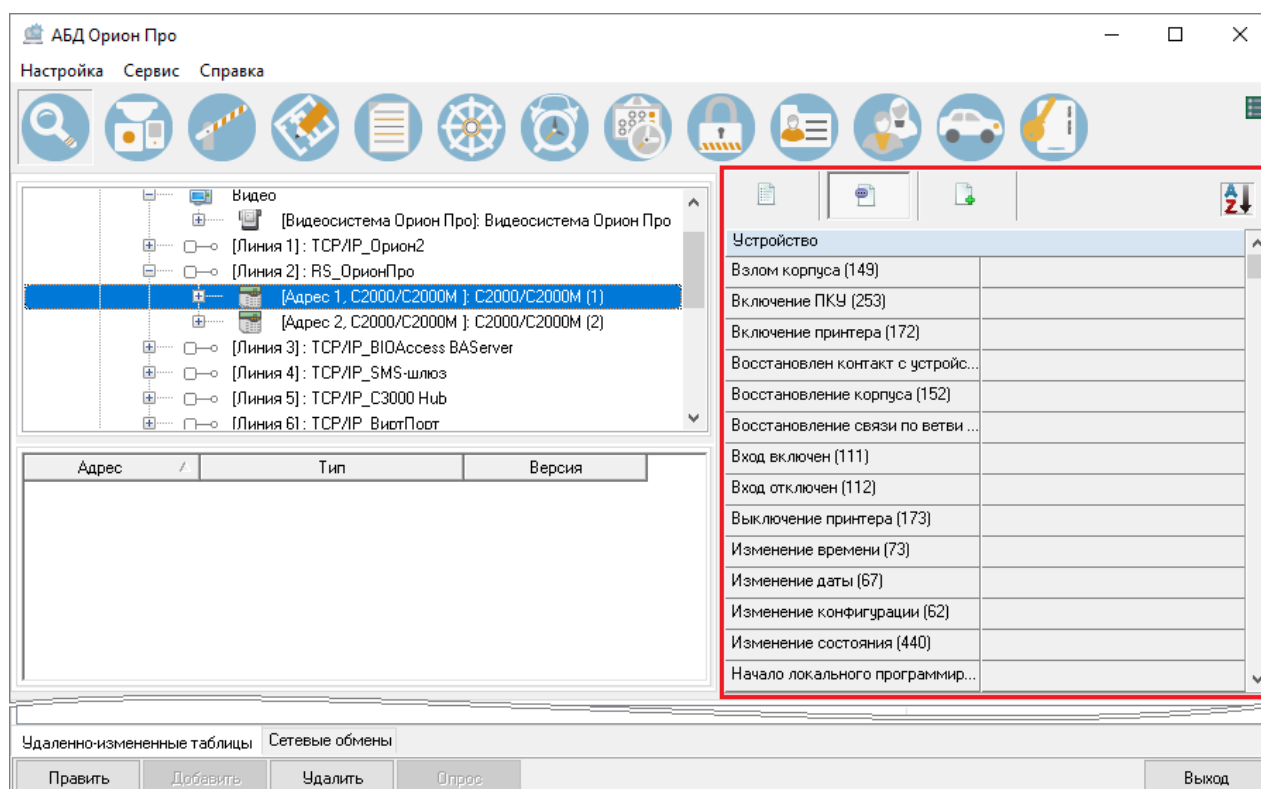 АБД Орион Про
Настройка Сервис Справка
Видео
[Видеосистема Орион Про]: Видеосистема Орион Про
[Линия 1] : TCP/IP_Орион2
[Линия 2] : RS_ОрионПро
[Адрес 1, С2000/С2000М ]: С2000/С2000М (1)
[Адрес 2, С2000/С2000М ]: С2000/С2000М (2)
[Линия 3] : TCP/IP_BIOAccess BAServer
[Линия 4] : TCP/IP_SMS-шлюз
[Линия 5] : TCP/IP_C3000 Hub
[Линия 6] : TCP/IP_ВиртПорт
Адрес Тип Версия
Устройство
Взлом корпуса (149)
Включение ПКУ (253)
Включение принтера (172)
Восстановлен контакт с устройс...
Восстановление корпуса (152)
Восстановление связи по ветви ...
Вход включен (111)
Вход отключен (112)
Выключение принтера (173)
Изменение времени (73)
Изменение даты (67)
Изменение конфигурации (62)
Изменение состояния (440)
Начало локального программир...
Удаленно-измененные таблицы Сетевые обмены
Править Добавить Удалить Опрос Выход